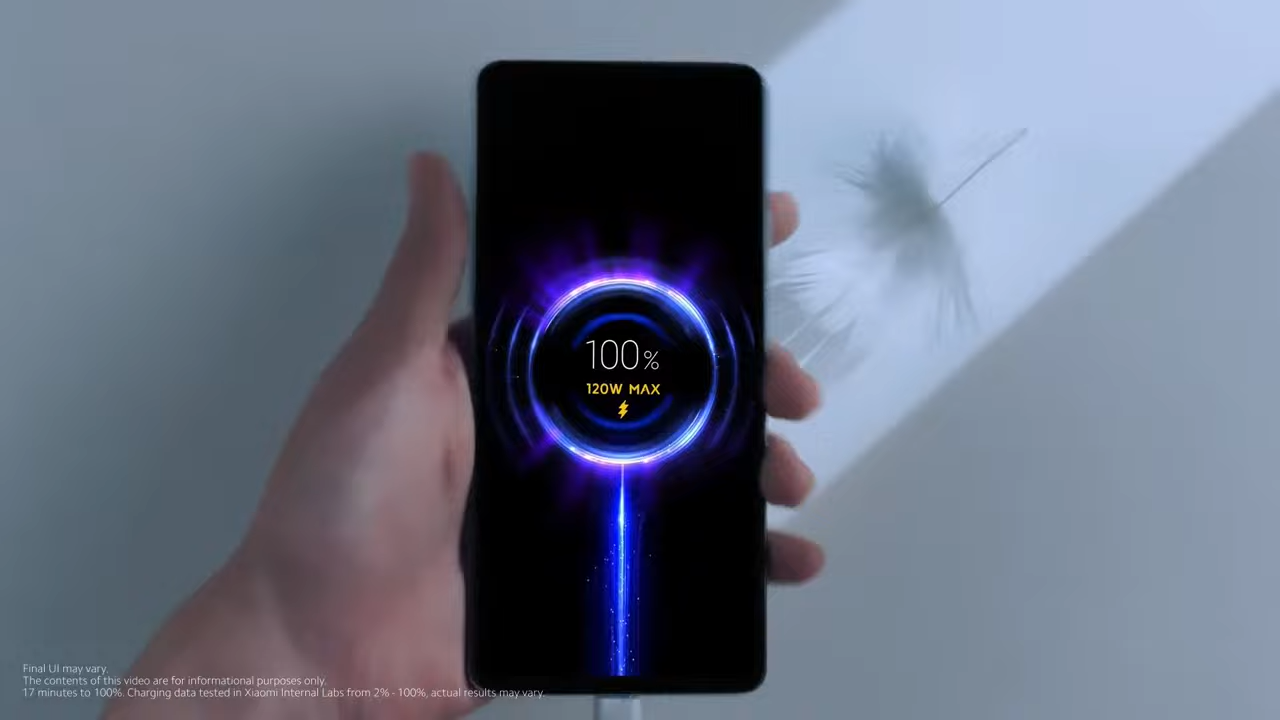 100%
120W MAX
Final UI may vary.
The contents of this video are for informational purposes only.
17 minutes to 100%. Charging data tested in Xiaomi Internal Labs from 2% - 100%, actual results may vary.